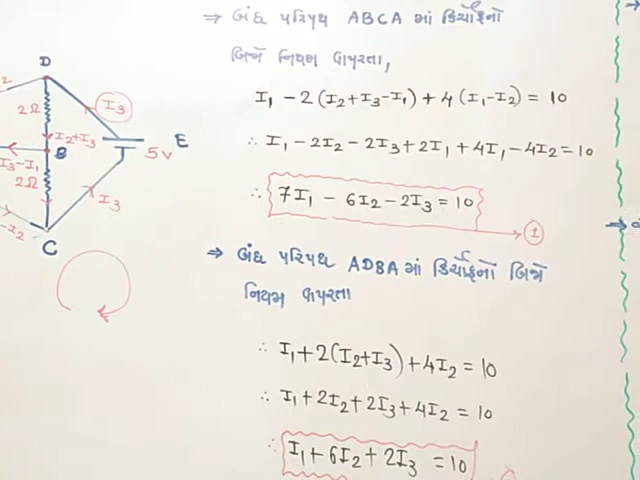 ⇒ બંધ પરિપથ ABCA માં કિર્ચોફનો
બિજો નિયમ વાપરતા,
I₁ - 2 (I₂+I₃-I₁) + 4 (I₁-I₂) = 10
∴ I₁ - 2I₂ - 2I₃ + 2I₁ + 4I₁ - 4I₂ = 10
∴ 7I₁ - 6I₂ - 2I₃ = 10
①
⇒ બંધ પરિપથ ADBA માં કિર્ચોફનો બિજો
નિયમ વાપરતા
∴ I₁ + 2(I₂+I₃) + 4I₂ = 10
∴ I₁ + 2I₂ + 2I₃ + 4I₂ = 10
∴ I₁ + 6I₂ + 2I₃ = 10
D
I₃
2Ω
I₂+I₃
E
B
5V
I₃-I₁
2Ω
I₃
-I₂
C